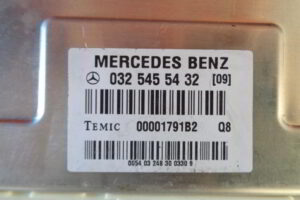 MERCEDES BENZ
032 545 54 32 [09]
TEMIC 00001791B2 Q8
0054 03 248 30 0330 9